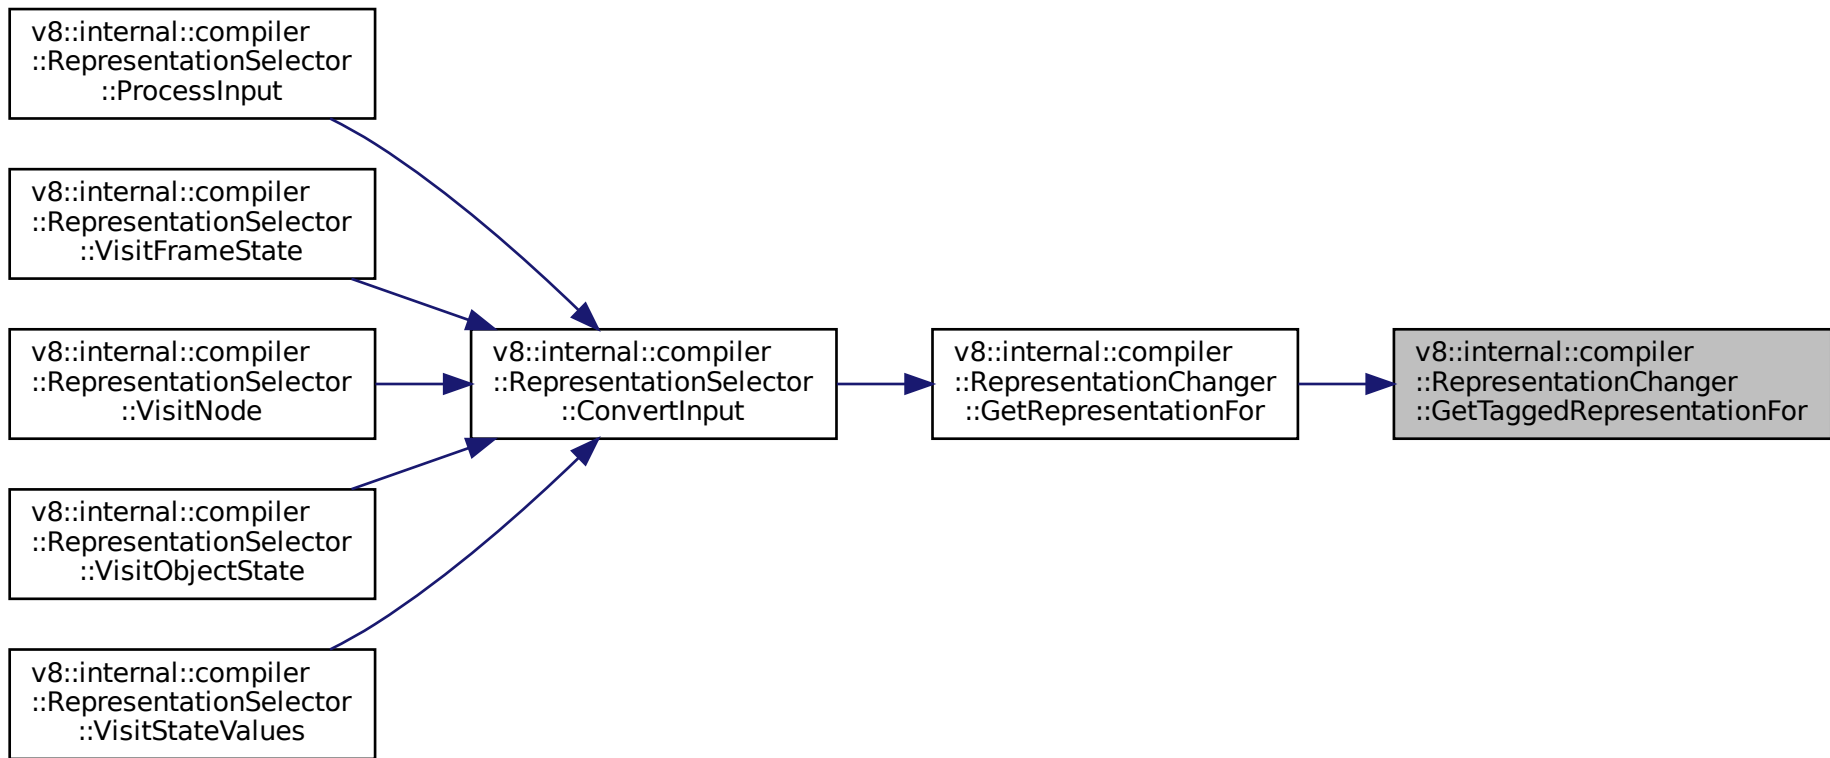 v8::internal::compiler
::RepresentationSelector
::ProcessInput
v8::internal::compiler
::RepresentationSelector
::VisitFrameState
v8::internal::compiler
::RepresentationSelector
::VisitNode
v8::internal::compiler
::RepresentationSelector
::VisitObjectState
v8::internal::compiler
::RepresentationSelector
::VisitStateValues
v8::internal::compiler
::RepresentationSelector
::ConvertInput
v8::internal::compiler
::RepresentationChanger
::GetRepresentationFor
v8::internal::compiler
::RepresentationChanger
::GetTaggedRepresentationFor